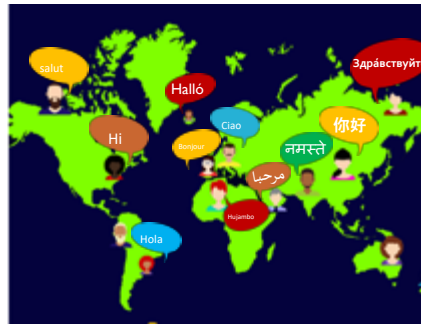 salut
Здра́вствуйт
Halló
Hi
Ciao
Bonjour
नमस्ते
你好
مرحبا
Hujambo
Hola